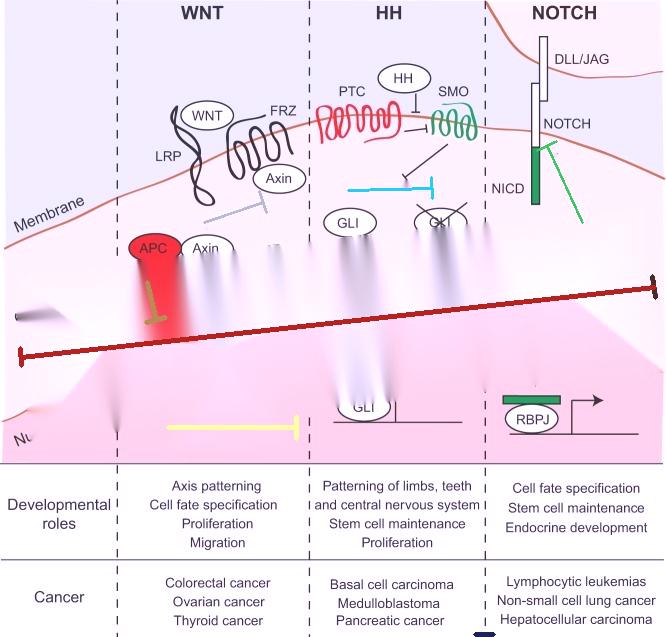 WNT
HH
NOTCH
DLL/JAG
HH
PTC
SMO
WNT
FRZ
NOTCH
LRP
Axin
NICD
Membrane
GLI
GLI
APC
Axin
GLI
RBPJ
Developmental
roles
Axis patterning
Cell fate specification
Proliferation
Migration
Patterning of limbs, teeth
and central nervous system
Stem cell maintenance
Proliferation
Cell fate specification
Stem cell maintenance
Endocrine development
Cancer
Colorectal cancer
Ovarian cancer
Thyroid cancer
Basal cell carcinoma
Medulloblastoma
Pancreatic cancer
Lymphocytic leukemias
Non-small cell lung cancer
Hepatocellular carcinoma